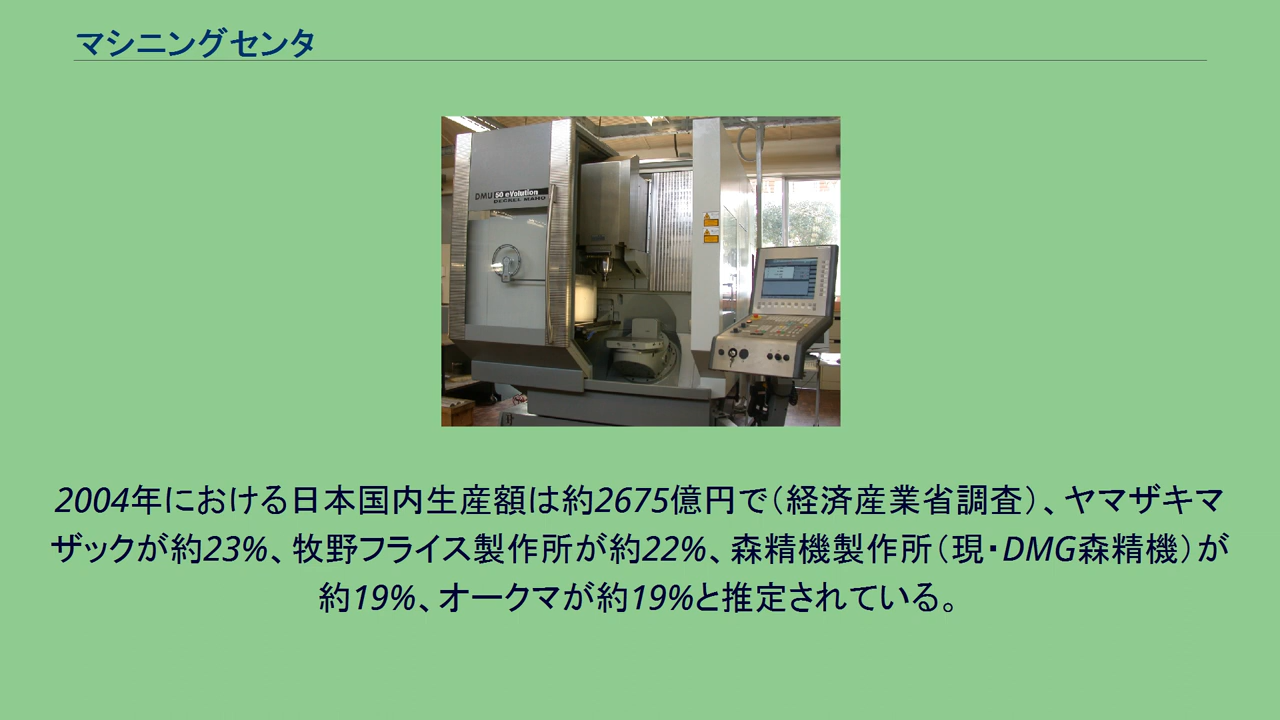 マシニングセンタ
DMU 50 eVolution
DECKEL MAHO
2004年における日本国内生産額は約2675億円で(経済産業省調査)、ヤマザキマ
ザックが約23%、牧野フライス製作所が約22%、森精機製作所(現・DMG森精機)が
約19%、オークマが約19%と推定されている。